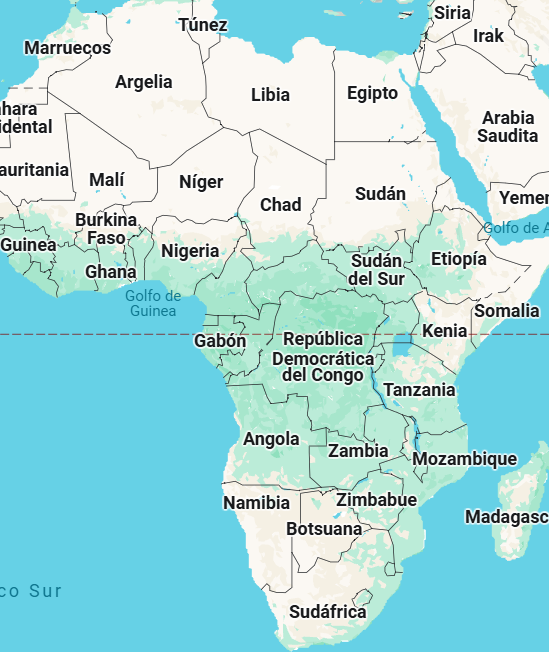 Túnez
Siria
Irak
Marruecos
Argelia
Libia
Egipto
hara
idental
Arabia
Saudita
auritania
Malí
Níger
Chad
Sudán
Yemen
Golfo de A
Burkina
Faso
Guinea
Nigeria
Ghana
Sudán
del Sur
Etiopía
Golfo de
Guinea
Somalia
Kenia
Gabón
República
Democrática
del Congo
Tanzania
Angola
Zambia
Mozambique
Namibia
Zimbabue
Madagasc
Botsuana
co Sur
Sudáfrica